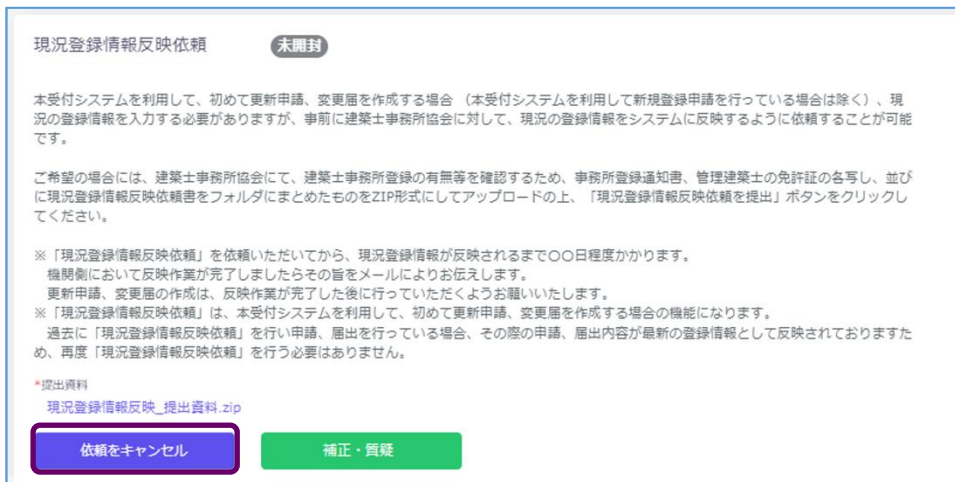 現況登録情報反映依頼 未開封
本受付システムを利用して、初めて更新申請、変更届を作成する場合 （本受付システムを利用して新規登録申請を行っている場合は除く）、現
況の登録情報を入力する必要がありますが、事前に建築士事務所協会に対して、現況の登録情報をシステムに反映するように依頼することが可能
です。
ご希望の場合には、建築士事務所協会にて、建築士事務所登録の有無等を確認するため、事務所登録通知書、管理建築士の免許証の各写し、並び
に現況登録情報反映依頼書をフォルダにまとめたものをZIP形式にしてアップロードの上、「現況登録情報反映依頼を提出」ボタンをクリックし
てください。
※「現況登録情報反映依頼」を依頼いただいてから、現況登録情報が反映されるまで〇〇日程度かかります。
機関側において反映作業が完了しましたらその旨をメールによりお伝えします。
更新申請、変更届の作成は、反映作業が完了した後に行っていただくようお願いいたします。
※「現況登録情報反映依頼」は、本受付システムを利用して、初めて更新申請、変更届を作成する場合の機能になります。
過去に「現況登録情報反映依頼」を行い申請、届出を行っている場合、その際の申請、届出内容が最新の登録情報として反映されておりますた
め、再度「現況登録情報反映依頼」を行う必要はありません。
*提出資料
現況登録情報反映_提出資料.zip
依頼をキャンセル 補正・質疑